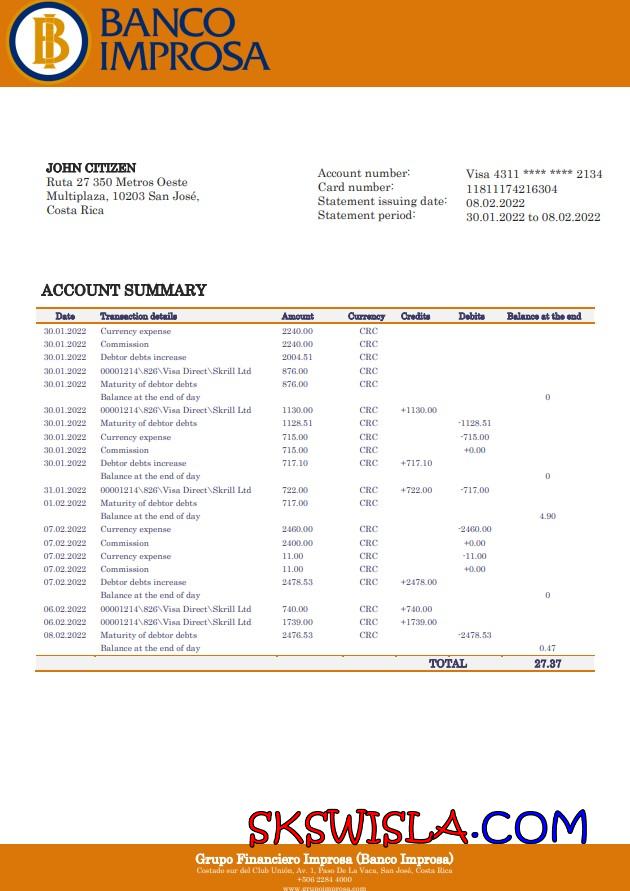 BANCO
IMPROSA
JOHN CITIZEN
Ruta 27 350 Metros Oeste
Multiplaza, 10203 San José,
Costa Rica
Account number: Visa 4311 **** **** 2134
Card number: 11811174216304
Statement issuing date: 08.02.2022
Statement period: 30.01.2022 to 08.02.2022
ACCOUNT SUMMARY
Date Transaction details Amount Currency Credits Debits Balance at the end
30.01.2022 Currency expense 2240.00 CRC
30.01.2022 Commission 2240.00 CRC
30.01.2022 Debtor debts increase 2004.51 CRC
30.01.2022 00001214\826\Visa Direct\Skrill Ltd 876.00 CRC
30.01.2022 Maturity of debtor debts 876.00 CRC
Balance at the end of day 0
30.01.2022 00001214\826\Visa Direct\Skrill Ltd 1130.00 CRC +1130.00
30.01.2022 Maturity of debtor debts 1128.51 CRC -1128.51
30.01.2022 Currency expense 715.00 CRC -715.00
30.01.2022 Commission 715.00 CRC +0.00
30.01.2022 Debtor debts increase 717.10 CRC +717.10
Balance at the end of day 0
31.01.2022 00001214\826\Visa Direct\Skrill Ltd 722.00 CRC +722.00 -717.00
01.02.2022 Maturity of debtor debts 717.00 CRC
Balance at the end of day 4.90
07.02.2022 Currency expense 2460.00 CRC -2460.00
07.02.2022 Commission 2400.00 CRC +0.00
07.02.2022 Currency expense 11.00 CRC -11.00
07.02.2022 Commission 11.00 CRC +0.00
07.02.2022 Debtor debts increase 2478.53 CRC +2478.00
Balance at the end of day 0
06.02.2022 00001214\826\Visa Direct\Skrill Ltd 740.00 CRC +740.00
06.02.2022 00001214\826\Visa Direct\Skrill Ltd 1739.00 CRC +1739.00
08.02.2022 Maturity of debtor debts 2476.53 CRC -2478.53
Balance at the end of day 0.47
TOTAL 27.37
SKSWISLA.COM
Grupo Financiero Improsa (Banco Improsa)
Costade sur del Club Unión, Av. 1, Paso De La Vaca, San José, Costa Rica
+506 2284 4000
www.grupoimprosa.com